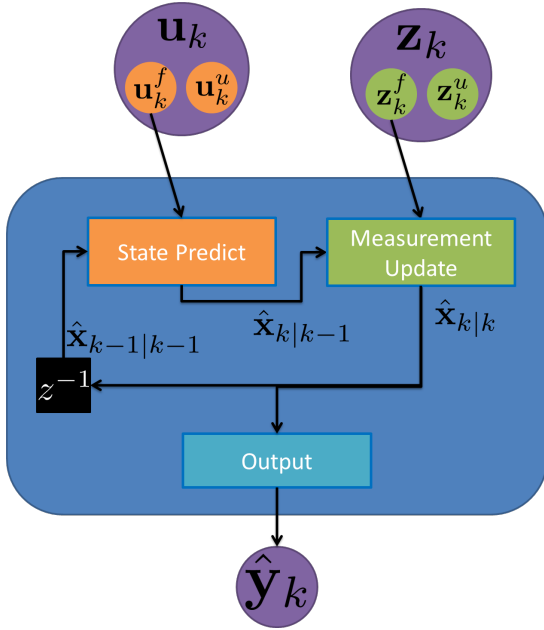 𝐮_k
𝐳_k
𝐮_k^f 𝐮_k^u
𝐳_k^f 𝐳_k^u
State Predict
Measurement
Update
x̂_{k-1|k-1}
x̂_{k|k-1}
x̂_{k|k}
z^{-1}
Output
ŷ_k